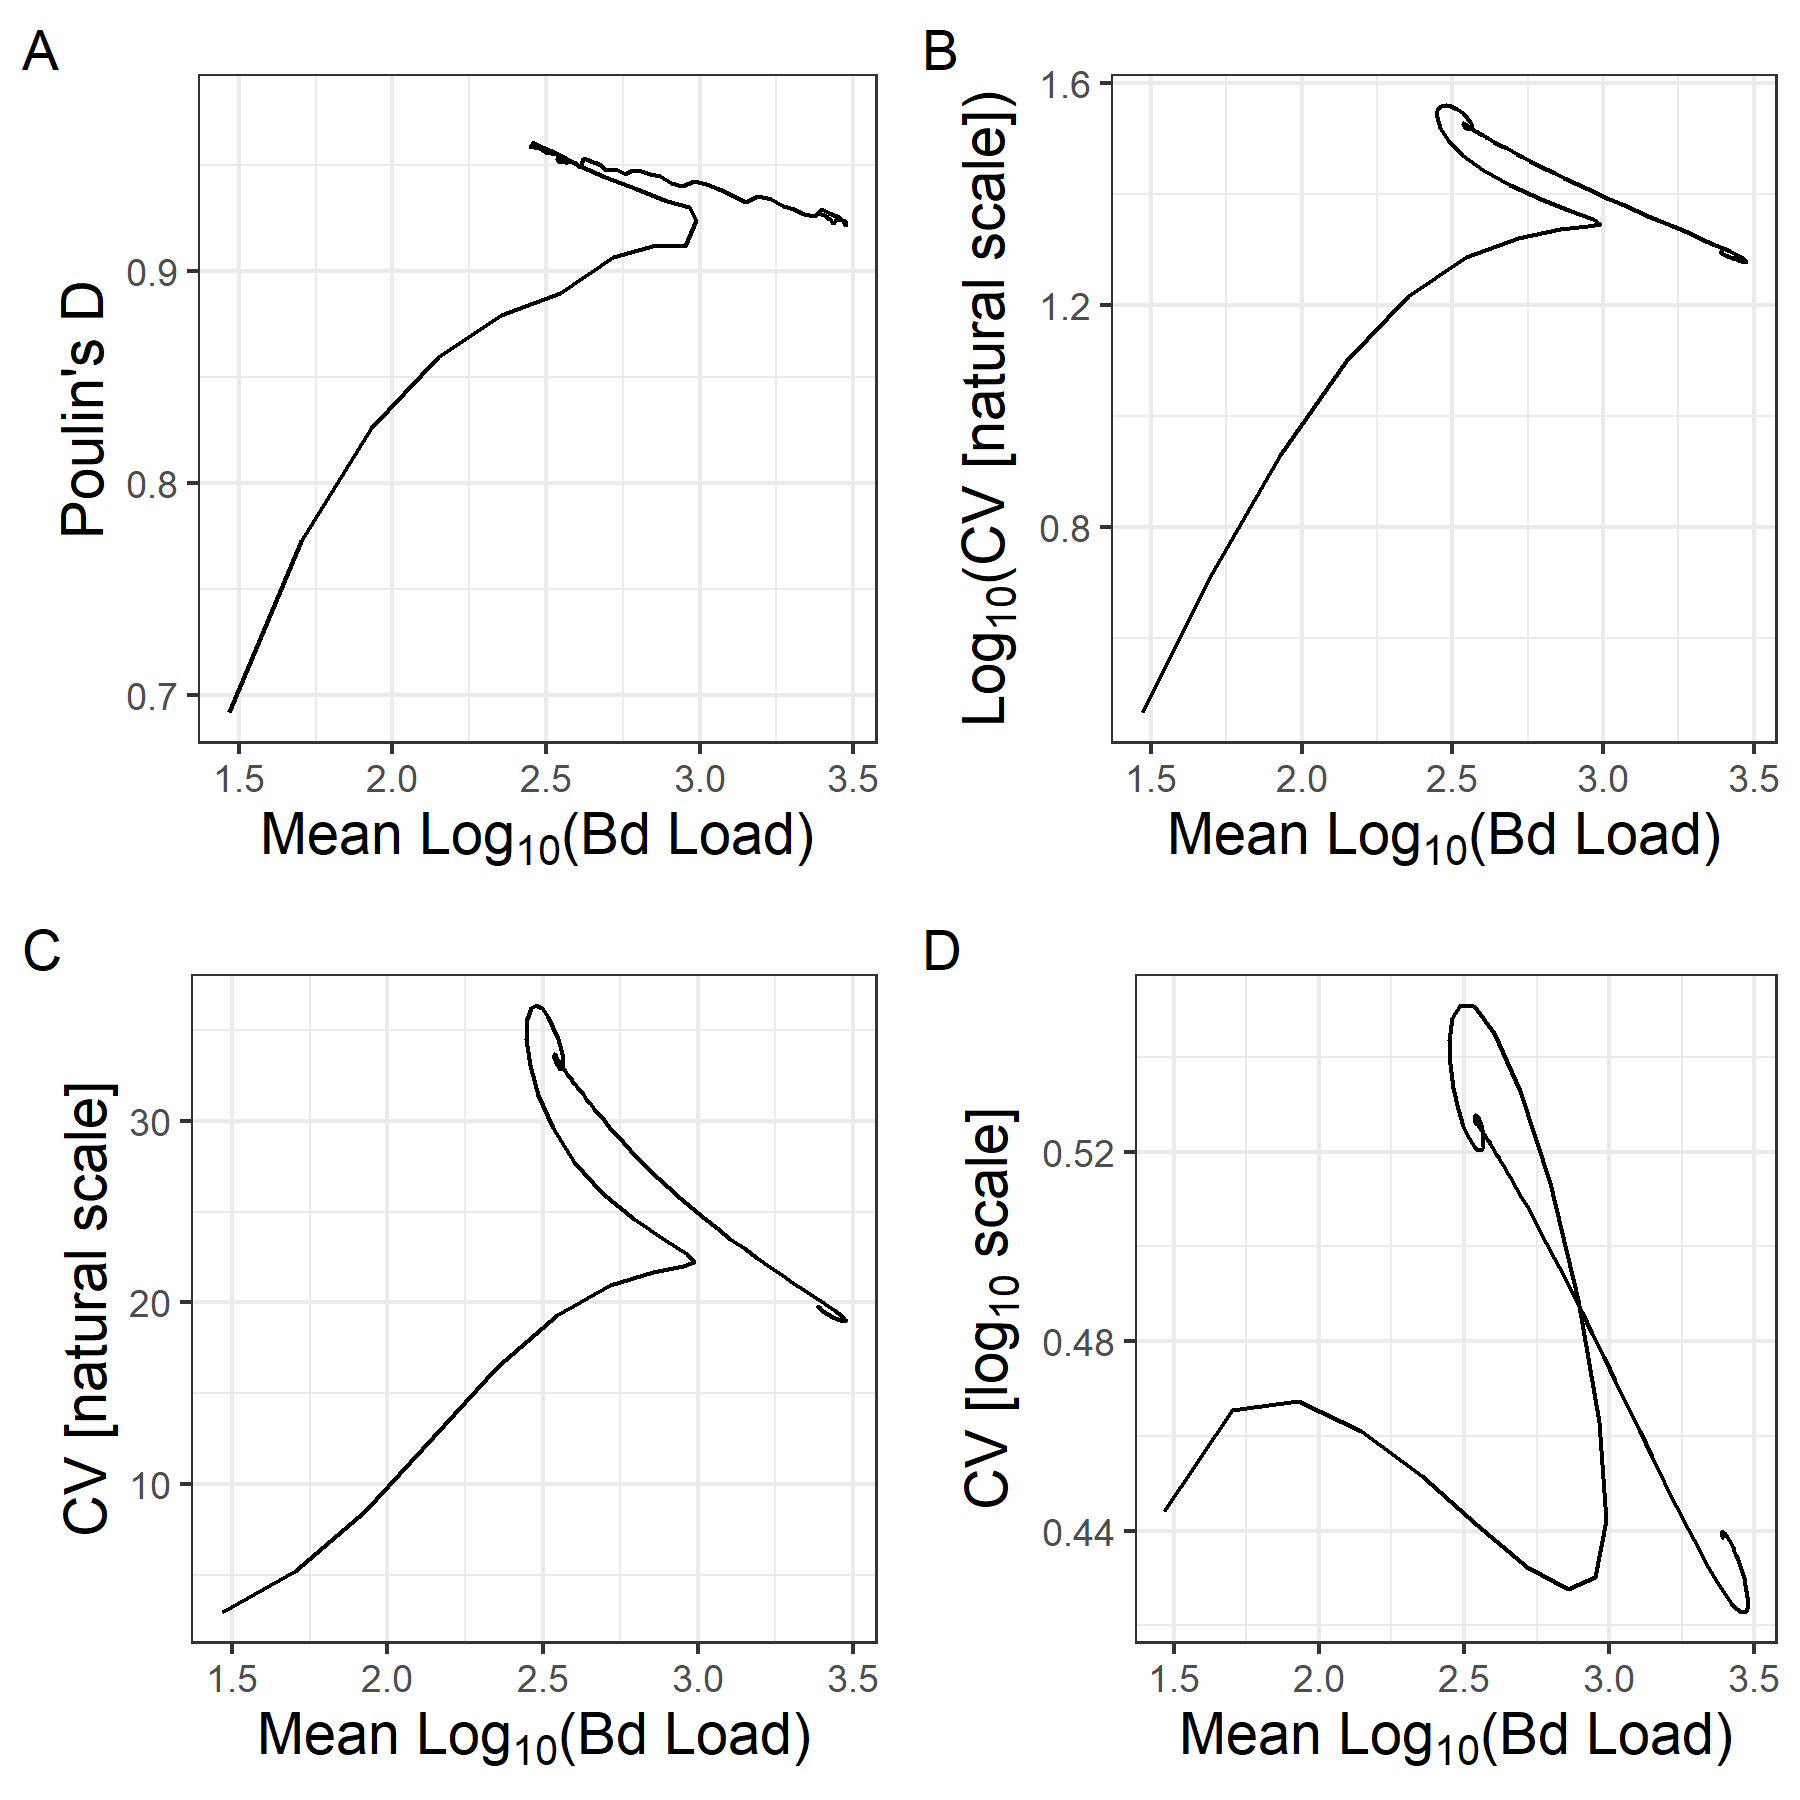 A
Poulin's D
0.9
0.8
0.7
1.5 2.0 2.5 3.0 3.5
Mean Log₁₀(Bd Load)
B
Log₁₀(CV [natural scale])
1.6
1.2
0.8
1.5 2.0 2.5 3.0 3.5
Mean Log₁₀(Bd Load)
C
CV [natural scale]
30
20
10
1.5 2.0 2.5 3.0 3.5
Mean Log₁₀(Bd Load)
D
CV [log₁₀ scale]
0.52
0.48
0.44
1.5 2.0 2.5 3.0 3.5
Mean Log₁₀(Bd Load)